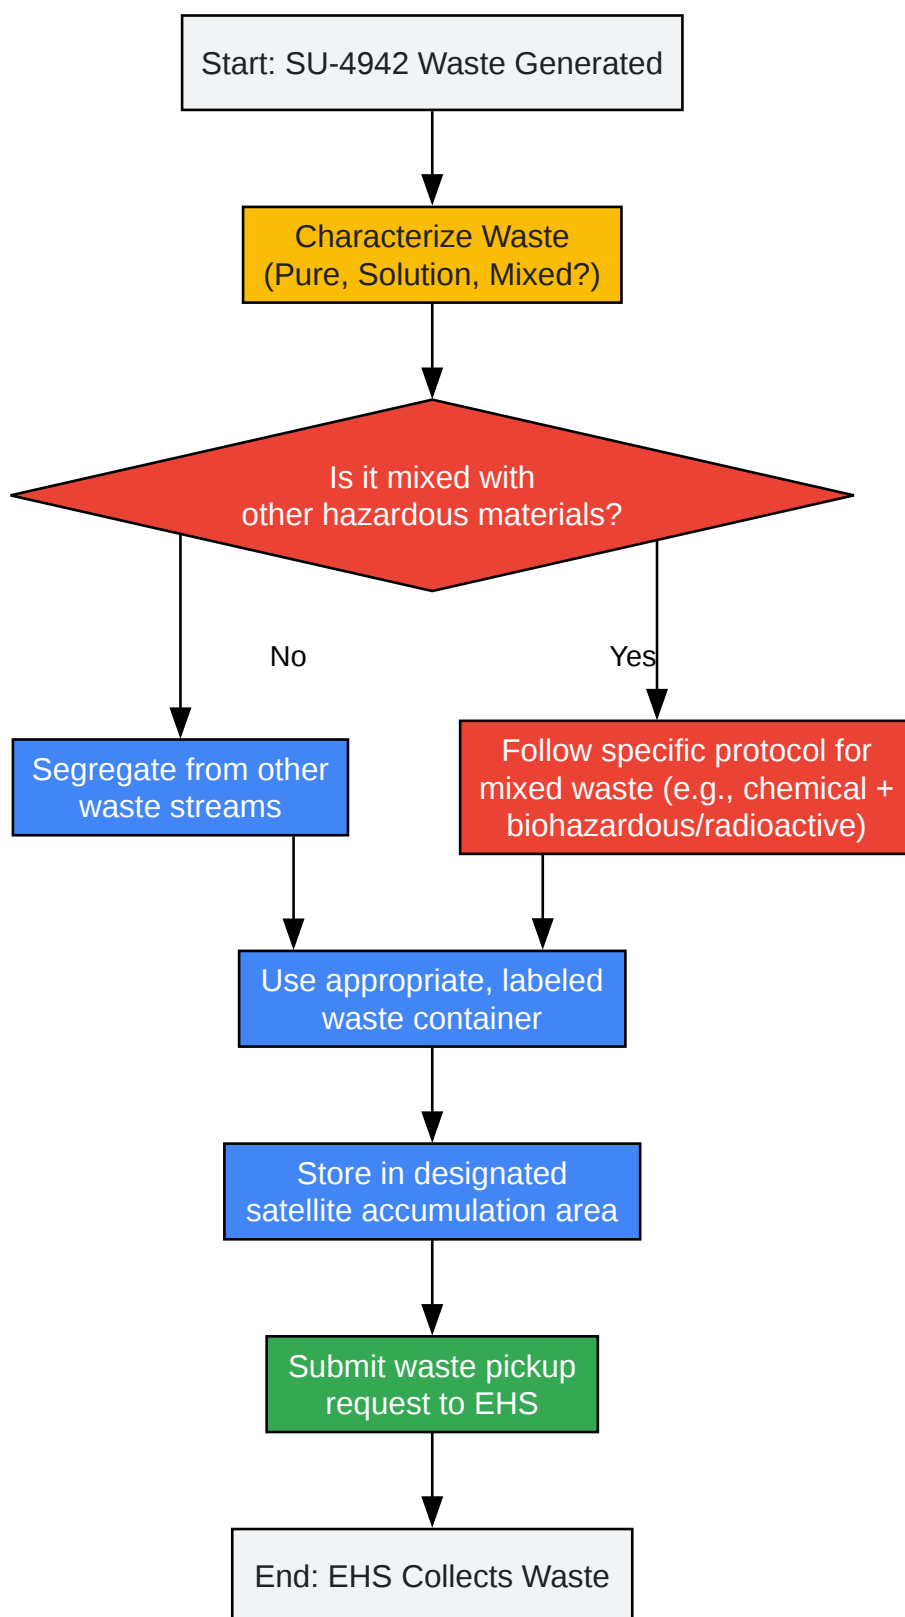 Start: SU-4942 Waste Generated
Characterize Waste
(Pure, Solution, Mixed?)
Is it mixed with
other hazardous materials?
No
Yes
Segregate from other
waste streams
Follow specific protocol for
mixed waste (e.g., chemical +
biohazardous/radioactive)
Use appropriate, labeled
waste container
Store in designated
satellite accumulation area
Submit waste pickup
request to EHS
End: EHS Collects Waste